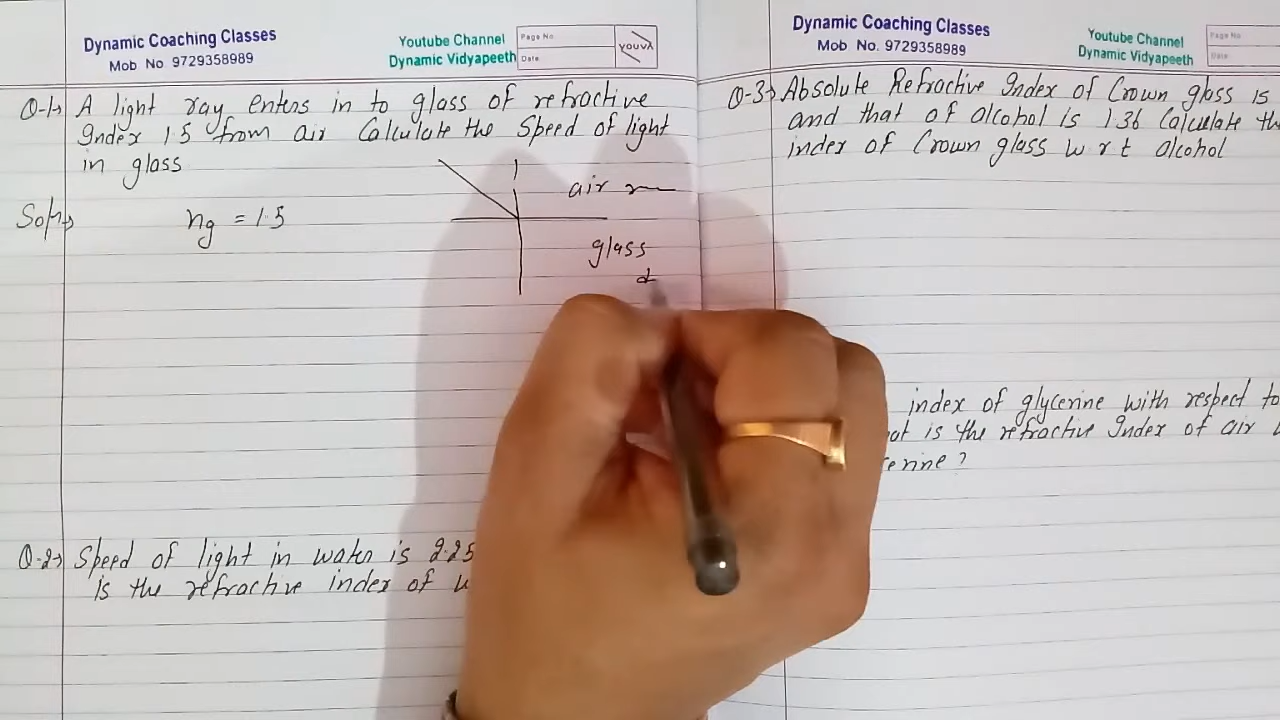 Dynamic Coaching Classes
Mob No 9729358989
Youtube Channel
Dynamic Vidyapeeth
Page No
Date
YOUVA
Q-1 A light ray enters in to glass of refractive
Index 1.5 from air Calculate the Speed of light
in glass
Soln
ng = 1.5
air
glass
Q-2 Speed of light in water is 2.25
Is the refractive index of
Dynamic Coaching Classes
Mob No. 9729358989
Youtube Channel
Dynamic Vidyapeeth
Page No
Date
Q-3 Absolute Refractive Index of Crown glass is
and that of alcohol is 1.36 Calculate the
index of Crown glass w r t alcohol
index of glycerine with respect to
is the refractive Index of air